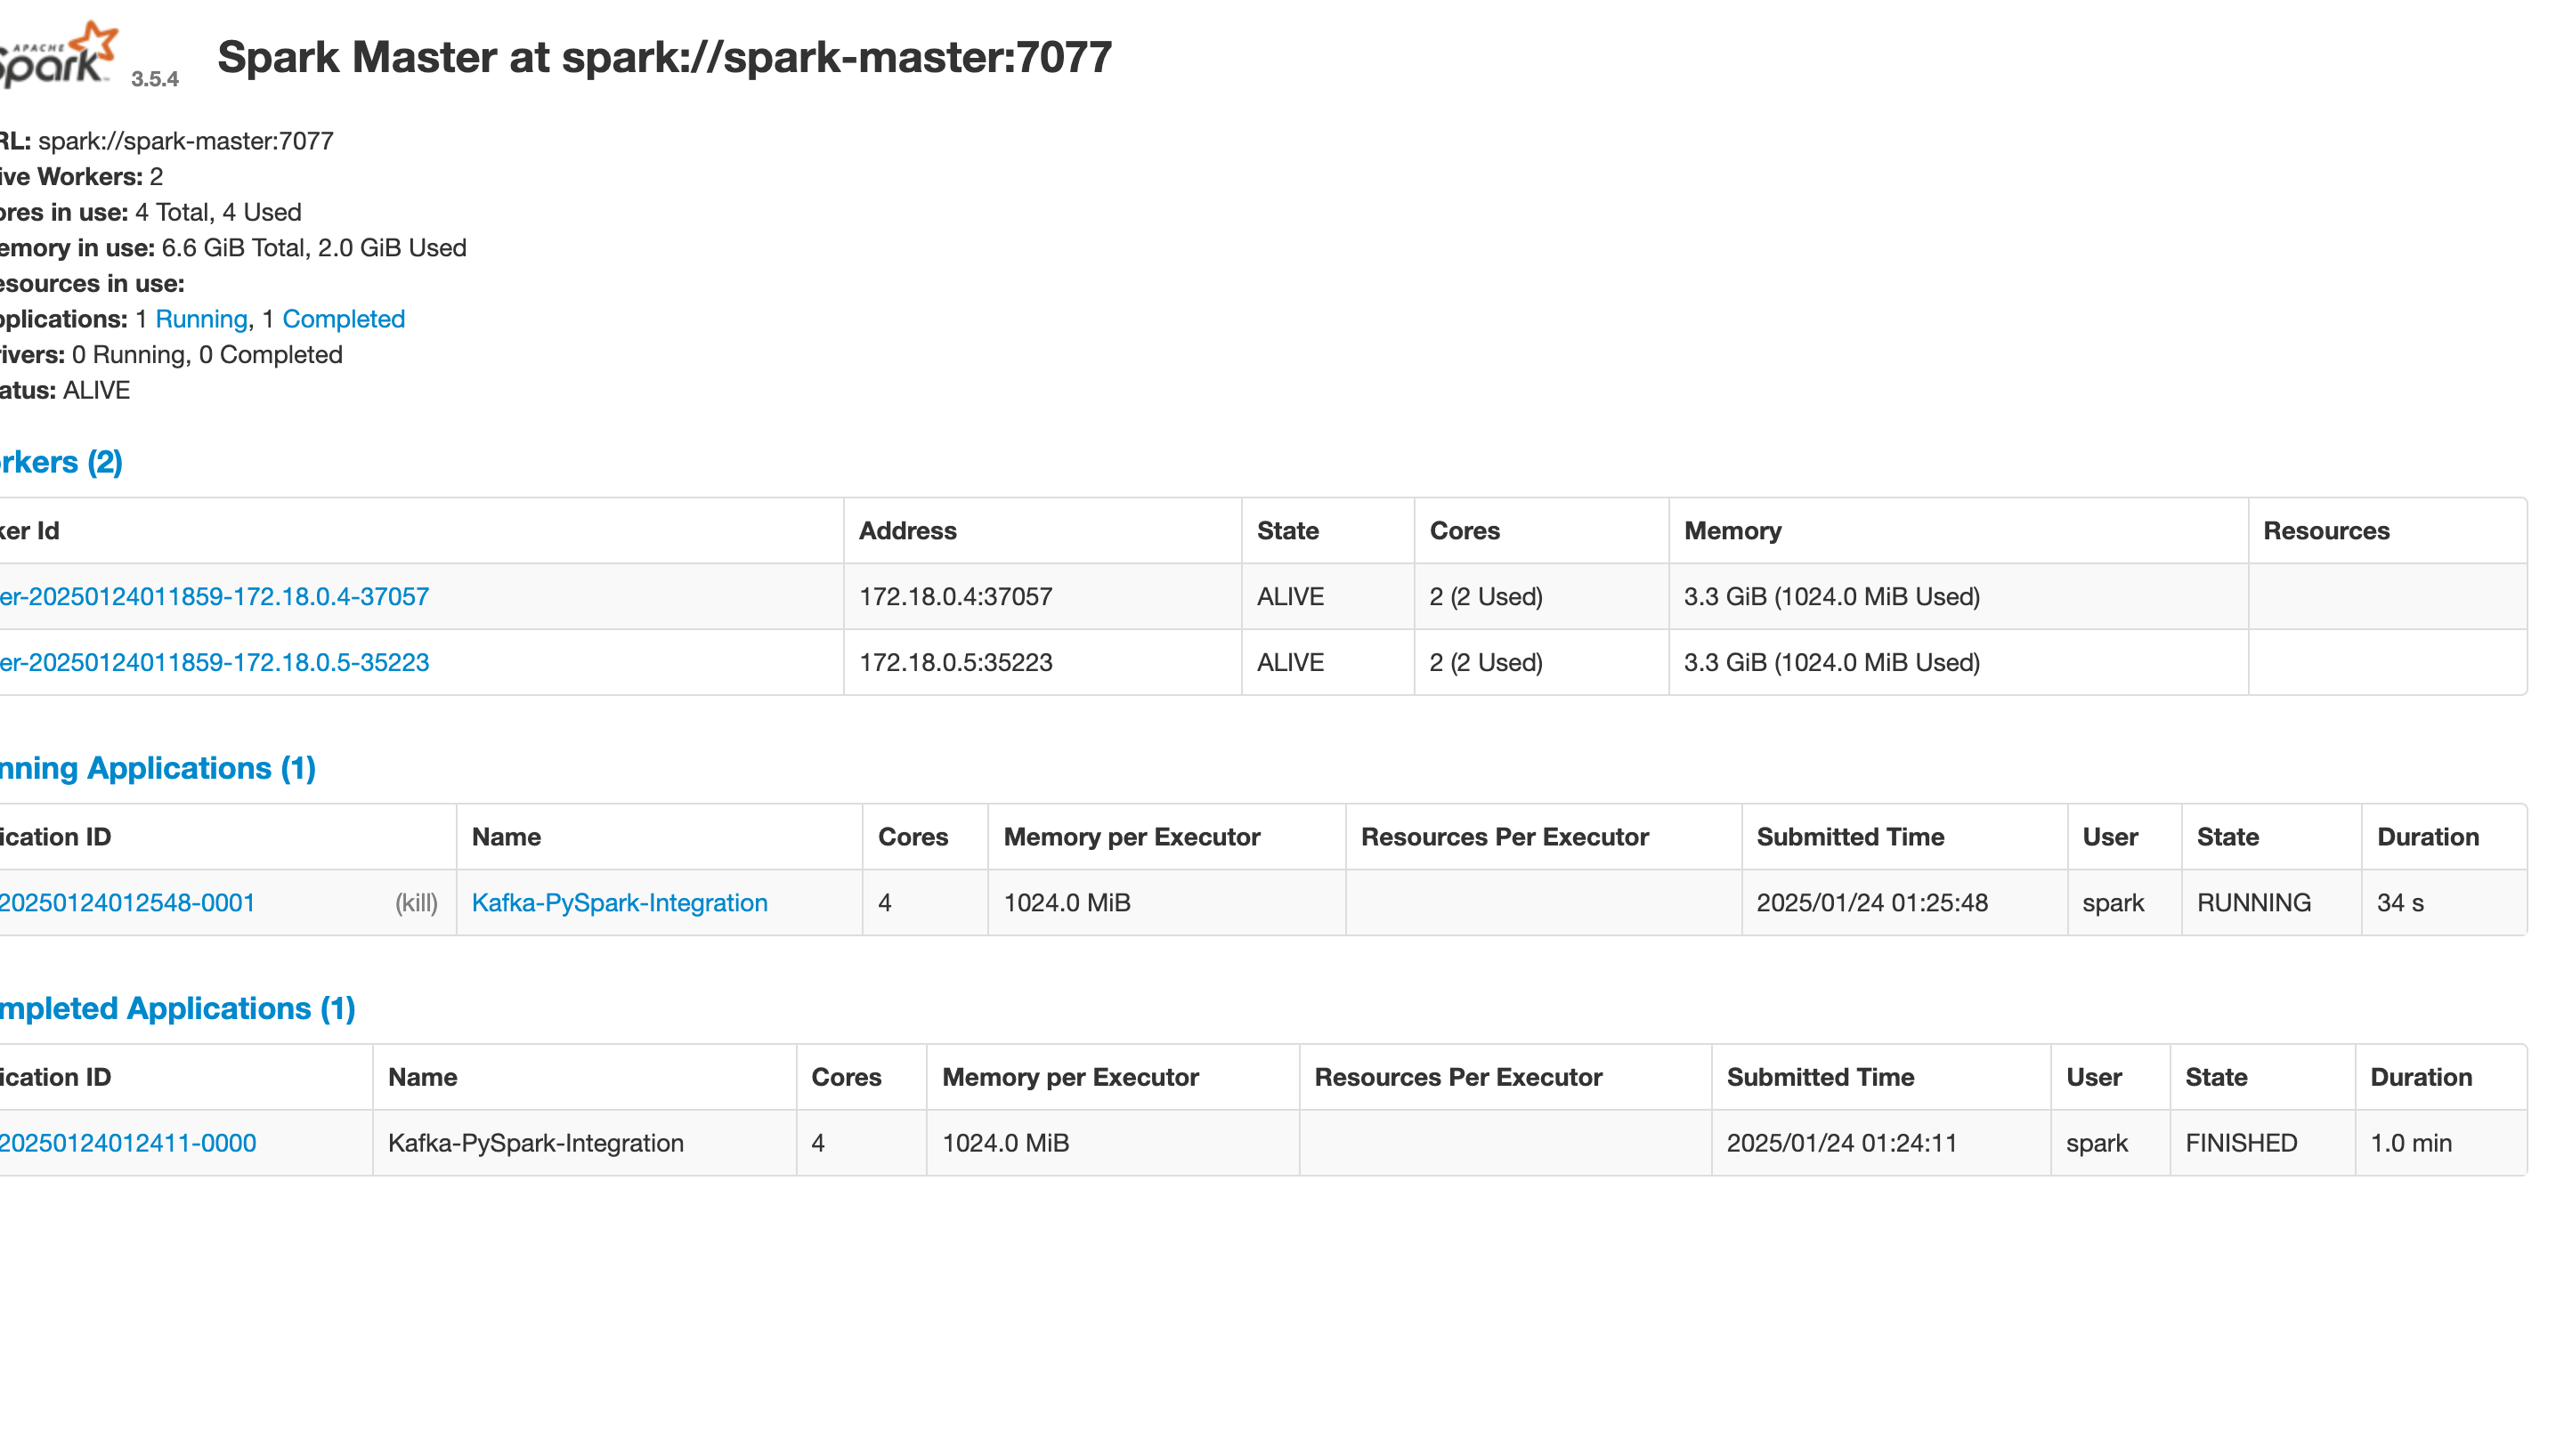 APACHE
Spark 3.5.4 Spark Master at spark://spark-master:7077
RL: spark://spark-master:7077
ive Workers: 2
ores in use: 4 Total, 4 Used
emory in use: 6.6 GiB Total, 2.0 GiB Used
esources in use:
pplications: 1 Running, 1 Completed
rivers: 0 Running, 0 Completed
atus: ALIVE
orkers (2)
ker Id Address State Cores Memory Resources
er-20250124011859-172.18.0.4-37057 172.18.0.4:37057 ALIVE 2 (2 Used) 3.3 GiB (1024.0 MiB Used)
er-20250124011859-172.18.0.5-35223 172.18.0.5:35223 ALIVE 2 (2 Used) 3.3 GiB (1024.0 MiB Used)
nning Applications (1)
ication ID Name Cores Memory per Executor Resources Per Executor Submitted Time User State Duration
20250124012548-0001 (kill) Kafka-PySpark-Integration 4 1024.0 MiB 2025/01/24 01:25:48 spark RUNNING 34 s
mpleted Applications (1)
ication ID Name Cores Memory per Executor Resources Per Executor Submitted Time User State Duration
20250124012411-0000 Kafka-PySpark-Integration 4 1024.0 MiB 2025/01/24 01:24:11 spark FINISHED 1.0 min